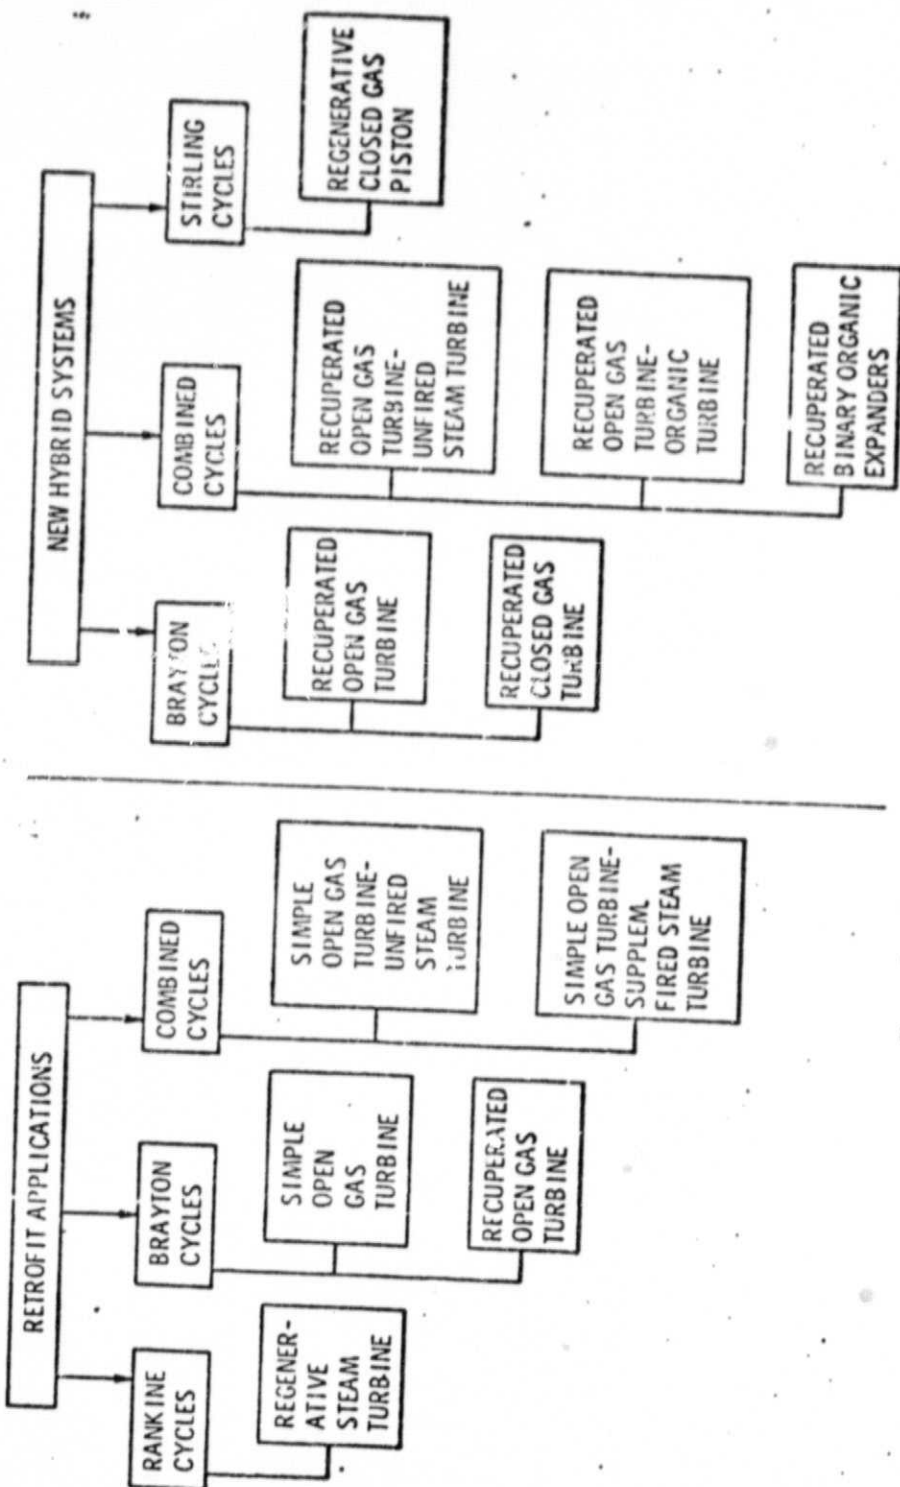 RETROFIT APPLICATIONS
RANKINE
CYCLES
REGENER-
ATIVE
STEAM
TURBINE
BRAYTON
CYCLES
SIMPLE
OPEN
GAS
TURBINE
RECUPERATED
OPEN GAS
TURBINE
COMBINED
CYCLES
SIMPLE
OPEN GAS
TURBINE-
UNFIRED
STEAM
TURBINE
SIMPLE OPEN
GAS TURBINE-
SUPPLEM.
FIRED STEAM
TURBINE
NEW HYBRID SYSTEMS
BRAYTON
CYCLES
RECUPERATED
OPEN GAS
TURBINE
RECUPERATED
CLOSED GAS
TURBINE
COMBINED
CYCLES
RECUPERATED
OPEN GAS
TURBINE-
UNFIRED
STEAM TURBINE
RECUPERATED
OPEN GAS
TURBINE-
ORGANIC
TURBINE
RECUPERATED
BINARY ORGANIC
EXPANDERS
STIRLING
CYCLES
REGENERATIVE
CLOSED GAS
PISTON